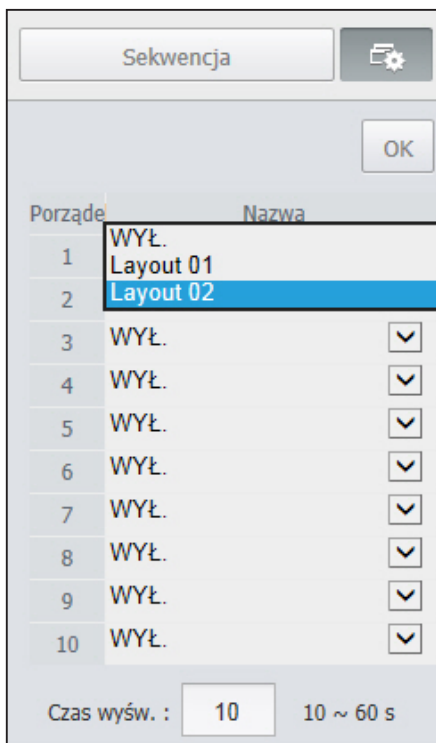 Sekwencja
OK
Porząde Nazwa
WYŁ.
1 Layout 01
2 Layout 02
3 WYŁ.
4 WYŁ.
5 WYŁ.
6 WYŁ.
7 WYŁ.
8 WYŁ.
9 WYŁ.
10 WYŁ.
Czas wyśw. : 10 10 ~ 60 s